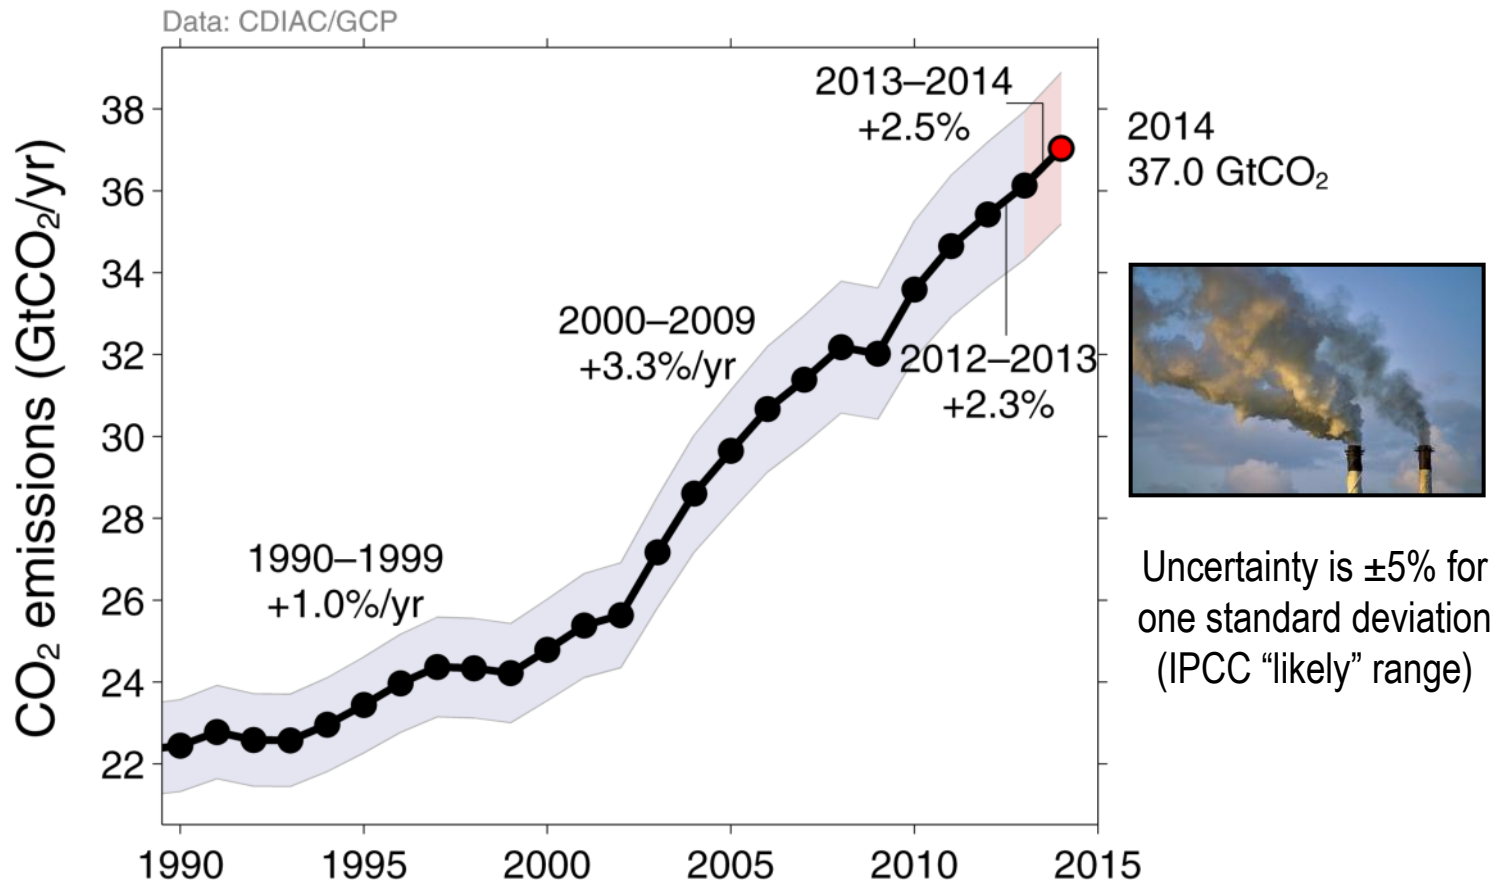 Data: CDIAC/GCP
CO₂ emissions (GtCO₂/yr)
38
36
34
32
30
28
26
24
22
1990
1995
2000
2005
2010
2015
1990–1999
+1.0%/yr
2000–2009
+3.3%/yr
2013–2014
+2.5%
2012–2013
+2.3%
2014
37.0 GtCO₂
Uncertainty is ±5% for
one standard deviation
(IPCC “likely” range)